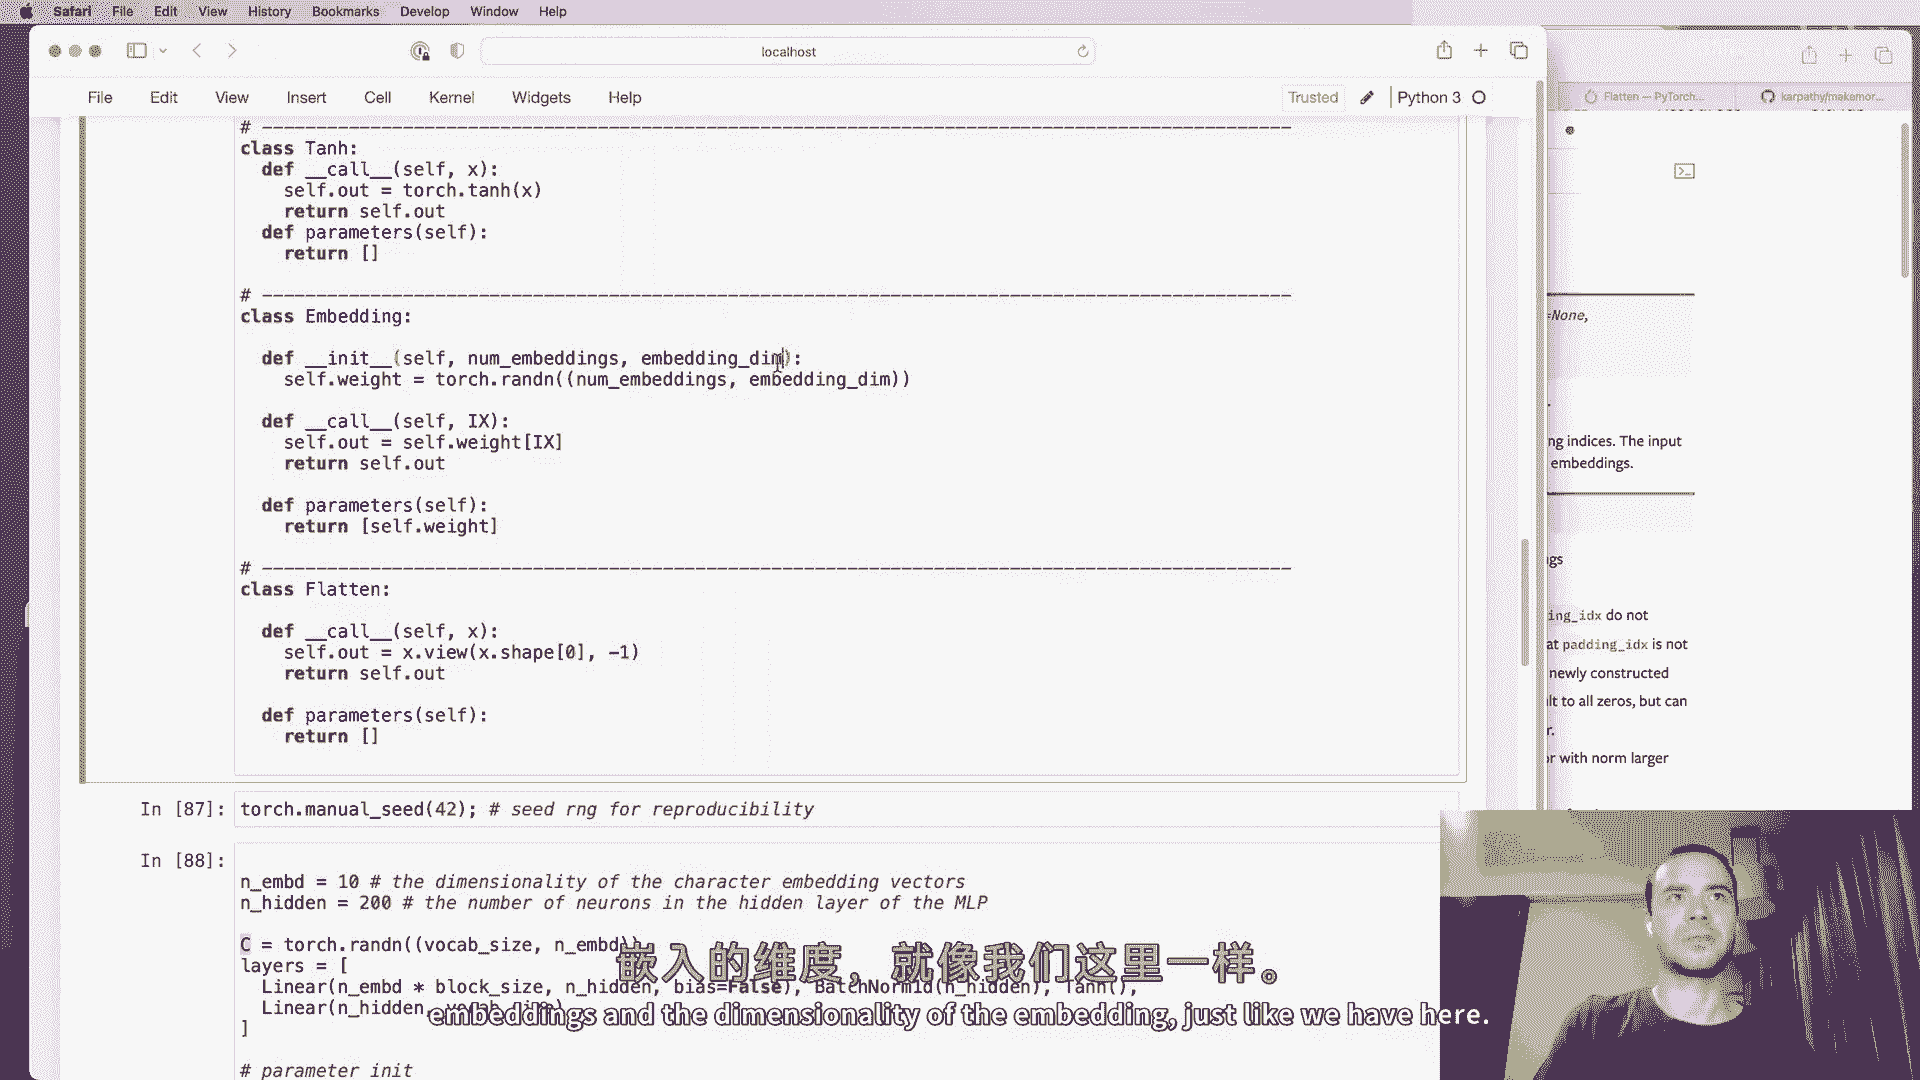 Safari File Edit View History Bookmarks Develop Window Help
localhost
File Edit View Insert Cell Kernel Widgets Help
Trusted Python 3
# 
class Tanh:
def __call__(self, x):
self.out = torch.tanh(x)
return self.out
def parameters(self):
return []
# ------------------------------------------------------------------------------------------------
class Embedding:
def __init__(self, num_embeddings, embedding_dim):
self.weight = torch.randn((num_embeddings, embedding_dim))
def __call__(self, IX):
self.out = self.weight[IX]
return self.out
def parameters(self):
return [self.weight]
# ------------------------------------------------------------------------------------------------
class Flatten:
def __call__(self, x):
self.out = x.view(x.shape[0], -1)
return self.out
def parameters(self):
return []
In [87]: torch.manual_seed(42); # seed rng for reproducibility
In [88]:
n_embd = 10 # the dimensionality of the character embedding vectors
n_hidden = 200 # the number of neurons in the hidden layer of the MLP
C = torch.randn((vocab_size, n_embd))
layers = [
Linear(n_embd * block_size, n_hidden, bias=False), BatchNorm1d(n_hidden), Tanh(),
Linear(n_hidden,
]
# parameter init
嵌入的维度，就像我们这里一样。
embeddings and the dimensionality of the embedding, just like we have here.
Flatten — PyTorch...
karpathy/makemor...
=None,
ng indices. The input
embeddings.
ngs
ing_idx do not
at padding_idx is not
newly constructed
lt to all zeros, but can
r.
or with norm larger